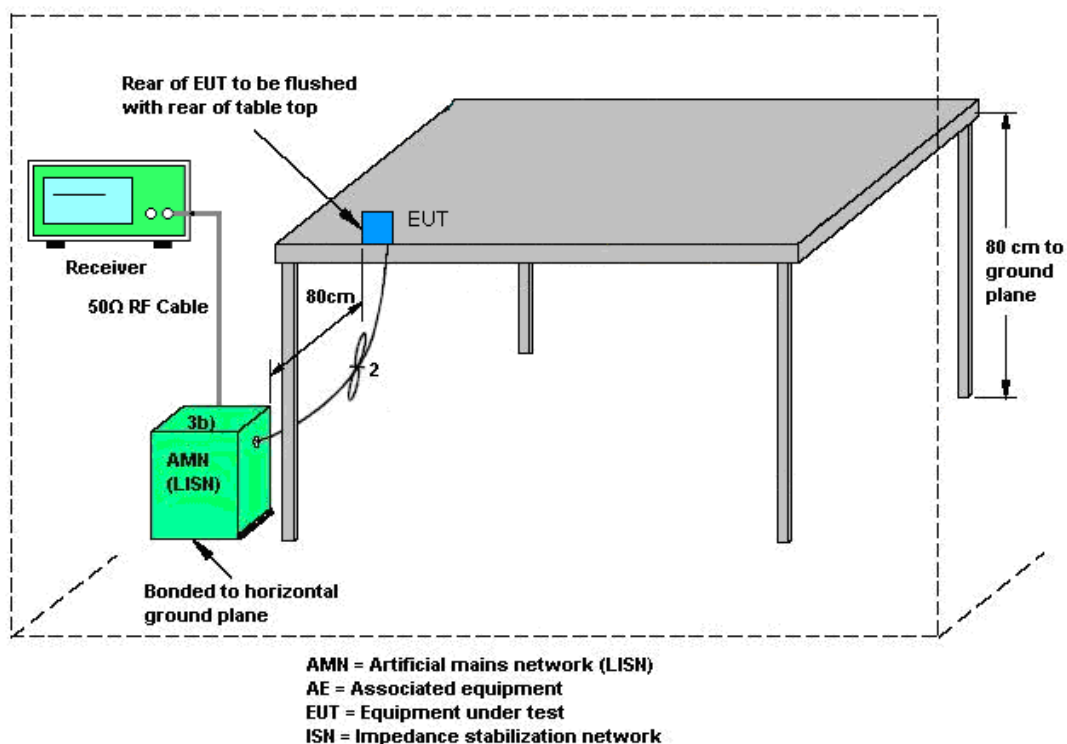 Rear of EUT to be flushed
with rear of table top
EUT
Receiver
50Ω RF Cable
80cm
80 cm to
ground
plane
2
3b)
AMN
(LISN)
Bonded to horizontal
ground plane
AMN = Artificial mains network (LISN)
AE = Associated equipment
EUT = Equipment under test
ISN = Impedance stabilization network